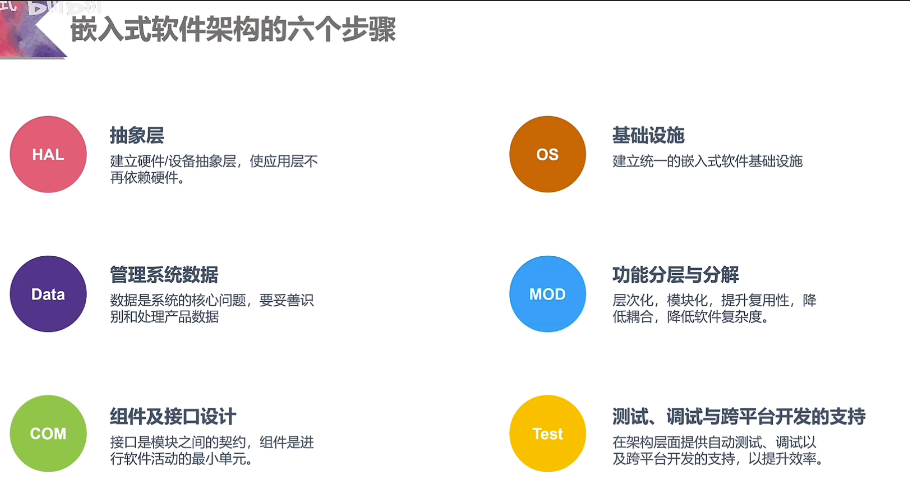 嵌入式软件架构的六个步骤
HAL
抽象层
建立硬件/设备抽象层，使应用层不
再依赖硬件。
OS
基础设施
建立统一的嵌入式软件基础设施
Data
管理系统数据
数据是系统的核心问题，要妥善识
别和处理产品数据
MOD
功能分层与分解
层次化，模块化，提升复用性，降
低耦合，降低软件复杂度。
COM
组件及接口设计
接口是模块之间的契约，组件是进
行软件活动的最小单元。
Test
测试、调试与跨平台开发的支持
在架构层面提供自动测试、调试以
及跨平台开发的支持，以提升效率。